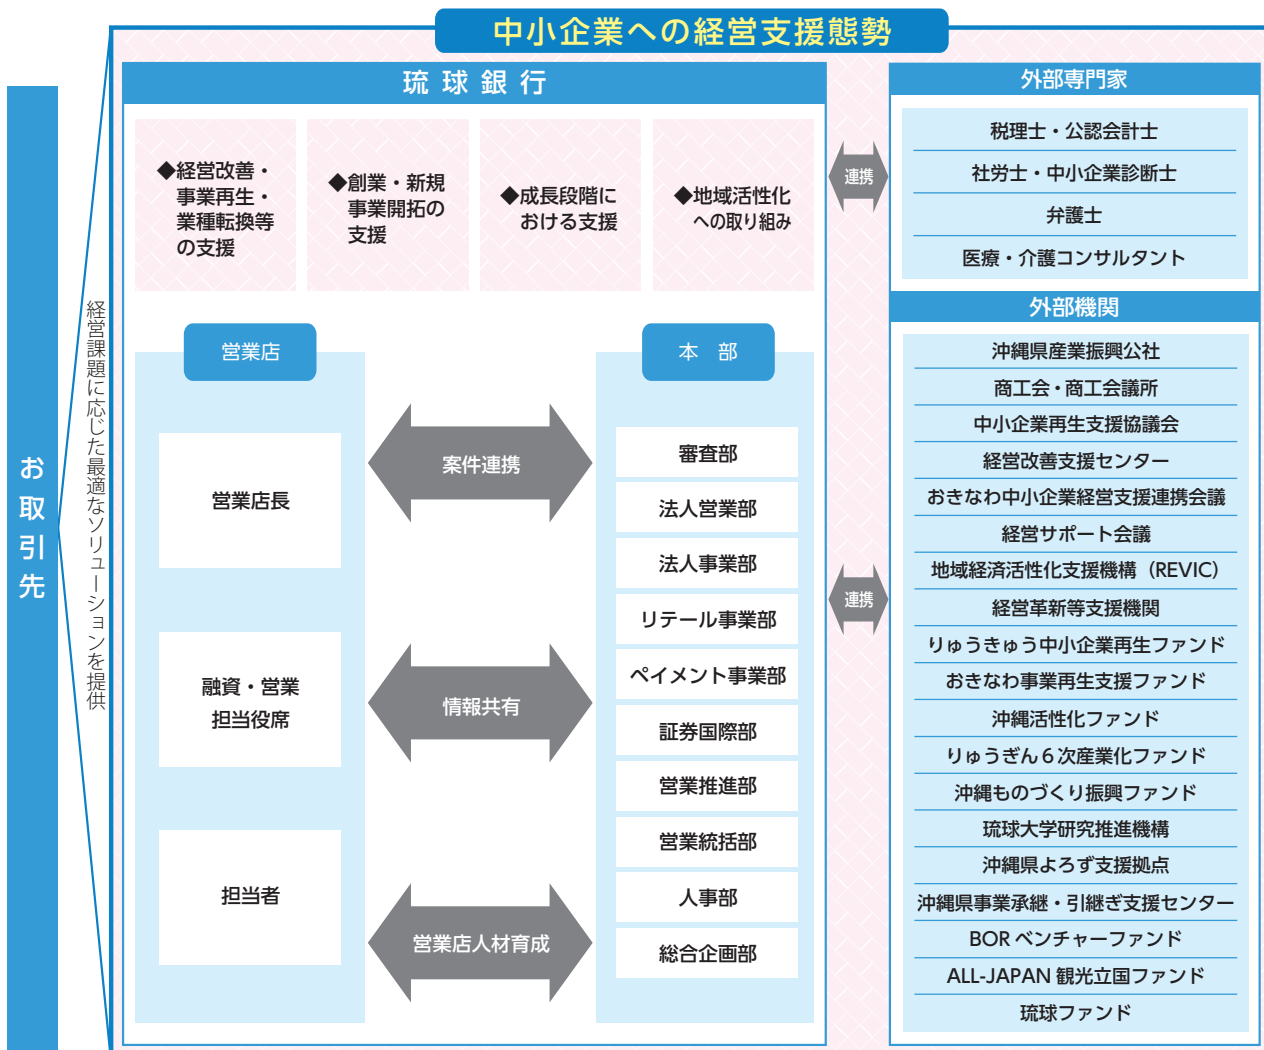 中小企業への経営支援態勢
お取引先
経営課題に応じた最適なソリューションを提供
琉球銀行
◆経営改善・
事業再生・
業種転換等
の支援
◆創業・新規
事業開拓の
支援
◆成長段階に
おける支援
◆地域活性化
への取り組み
営業店
営業店長
融資・営業
担当役席
担当者
案件連携
情報共有
営業店人材育成
本 部
審査部
法人営業部
法人事業部
リテール事業部
ペイメント事業部
証券国際部
営業推進部
営業統括部
人事部
総合企画部
連携
連携
外部専門家
税理士・公認会計士
社労士・中小企業診断士
弁護士
医療・介護コンサルタント
外部機関
沖縄県産業振興公社
商工会・商工会議所
中小企業再生支援協議会
経営改善支援センター
おきなわ中小企業経営支援連携会議
経営サポート会議
地域経済活性化支援機構（REVIC）
経営革新等支援機関
りゅうきゅう中小企業再生ファンド
おきなわ事業再生支援ファンド
沖縄活性化ファンド
りゅうぎん６次産業化ファンド
沖縄ものづくり振興ファンド
琉球大学研究推進機構
沖縄県よろず支援拠点
沖縄県事業承継・引継ぎ支援センター
BOR ベンチャーファンド
ALL-JAPAN 観光立国ファンド
琉球ファンド